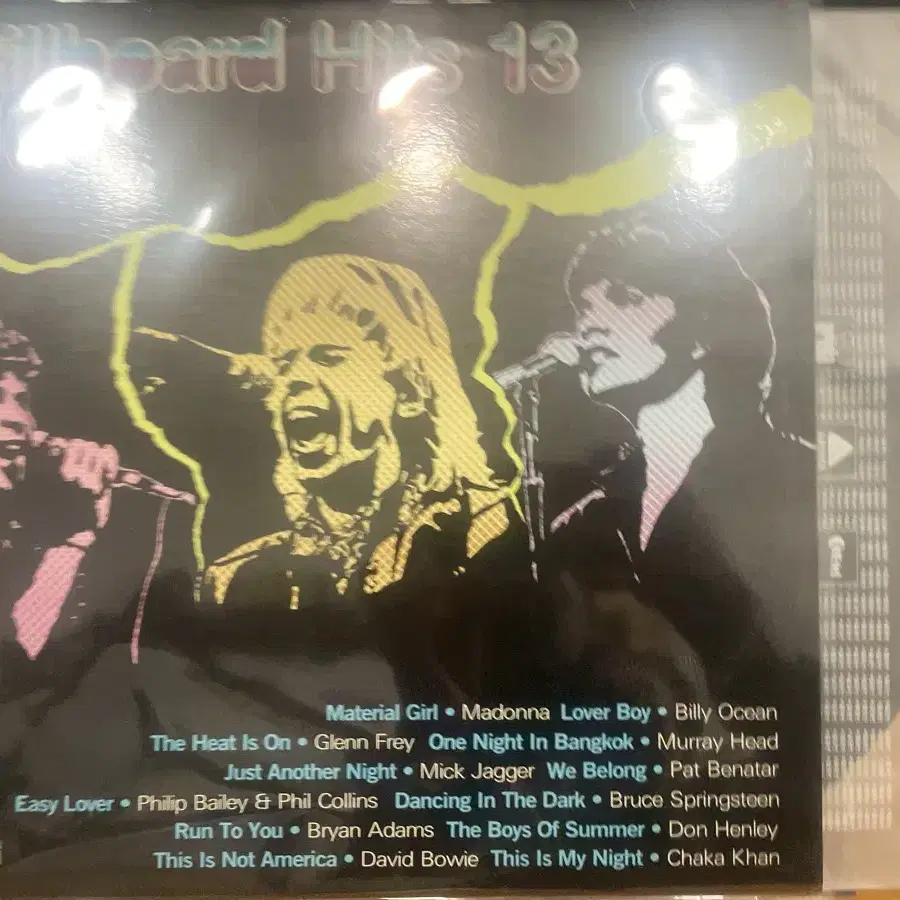 illboard Hits 13
Material Girl • Madonna Lover Boy • Billy Ocean
The Heat Is On • Glenn Frey One Night In Bangkok • Murray Head
Just Another Night • Mick Jagger We Belong • Pat Benatar
Easy Lover • Philip Bailey & Phil Collins Dancing In The Dark • Bruce Springsteen
Run To You • Bryan Adams The Boys Of Summer • Don Henley
This Is Not America • David Bowie This Is My Night • Chaka Khan